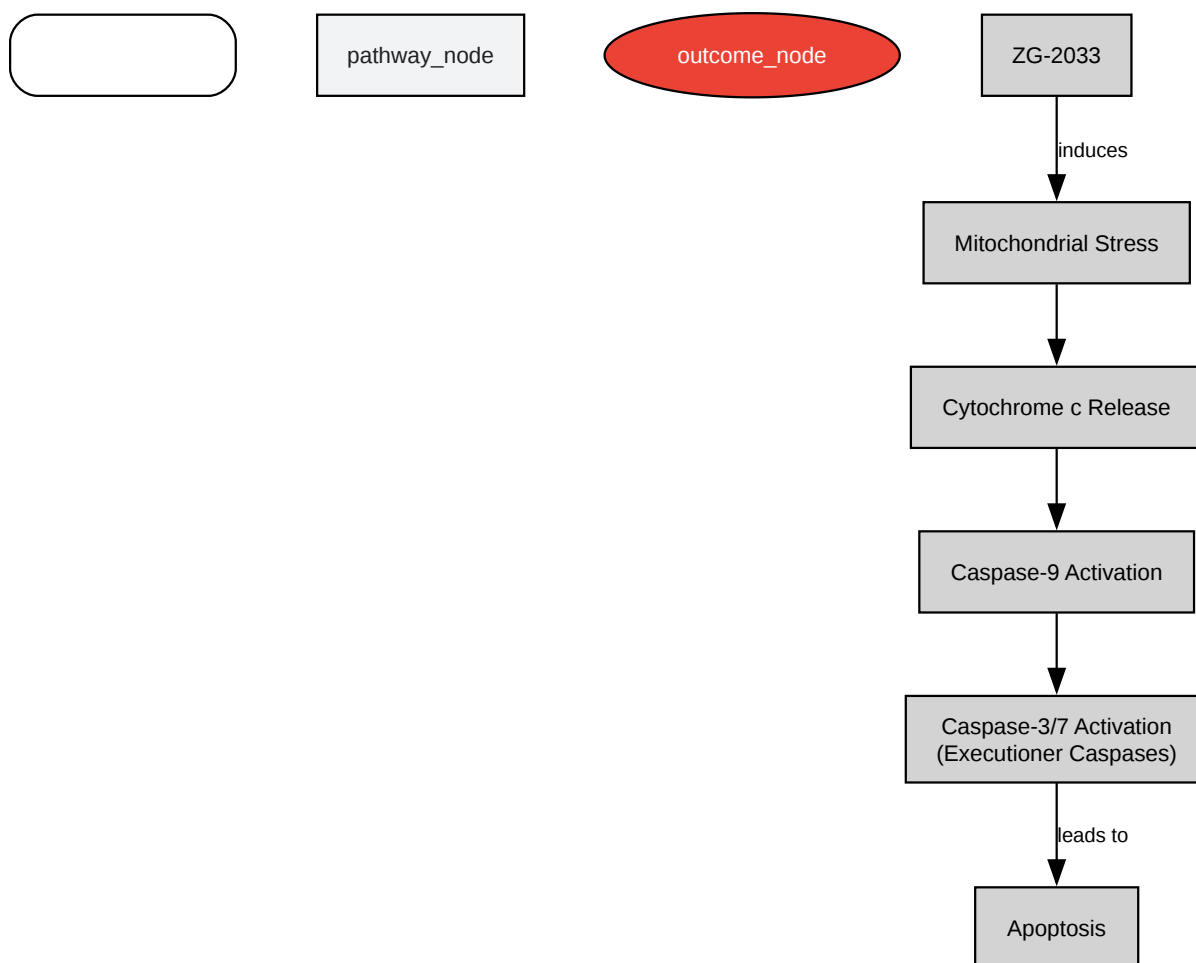 pathway_node
outcome_node
ZG-2033
induces
Mitochondrial Stress
Cytochrome c Release
Caspase-9 Activation
Caspase-3/7 Activation
(Executioner Caspases)
leads to
Apoptosis